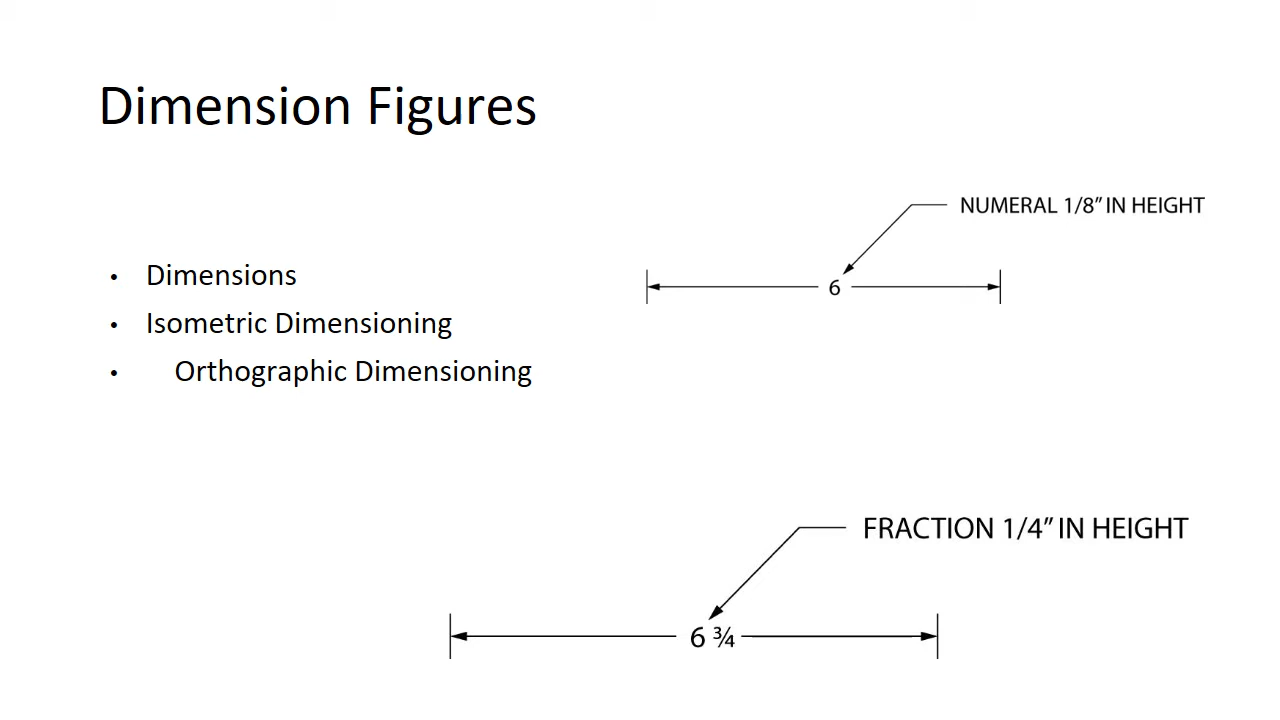 Dimension Figures
NUMERAL 1/8” IN HEIGHT
• Dimensions
6
• Isometric Dimensioning
• Orthographic Dimensioning
FRACTION 1/4” IN HEIGHT
6 ¾